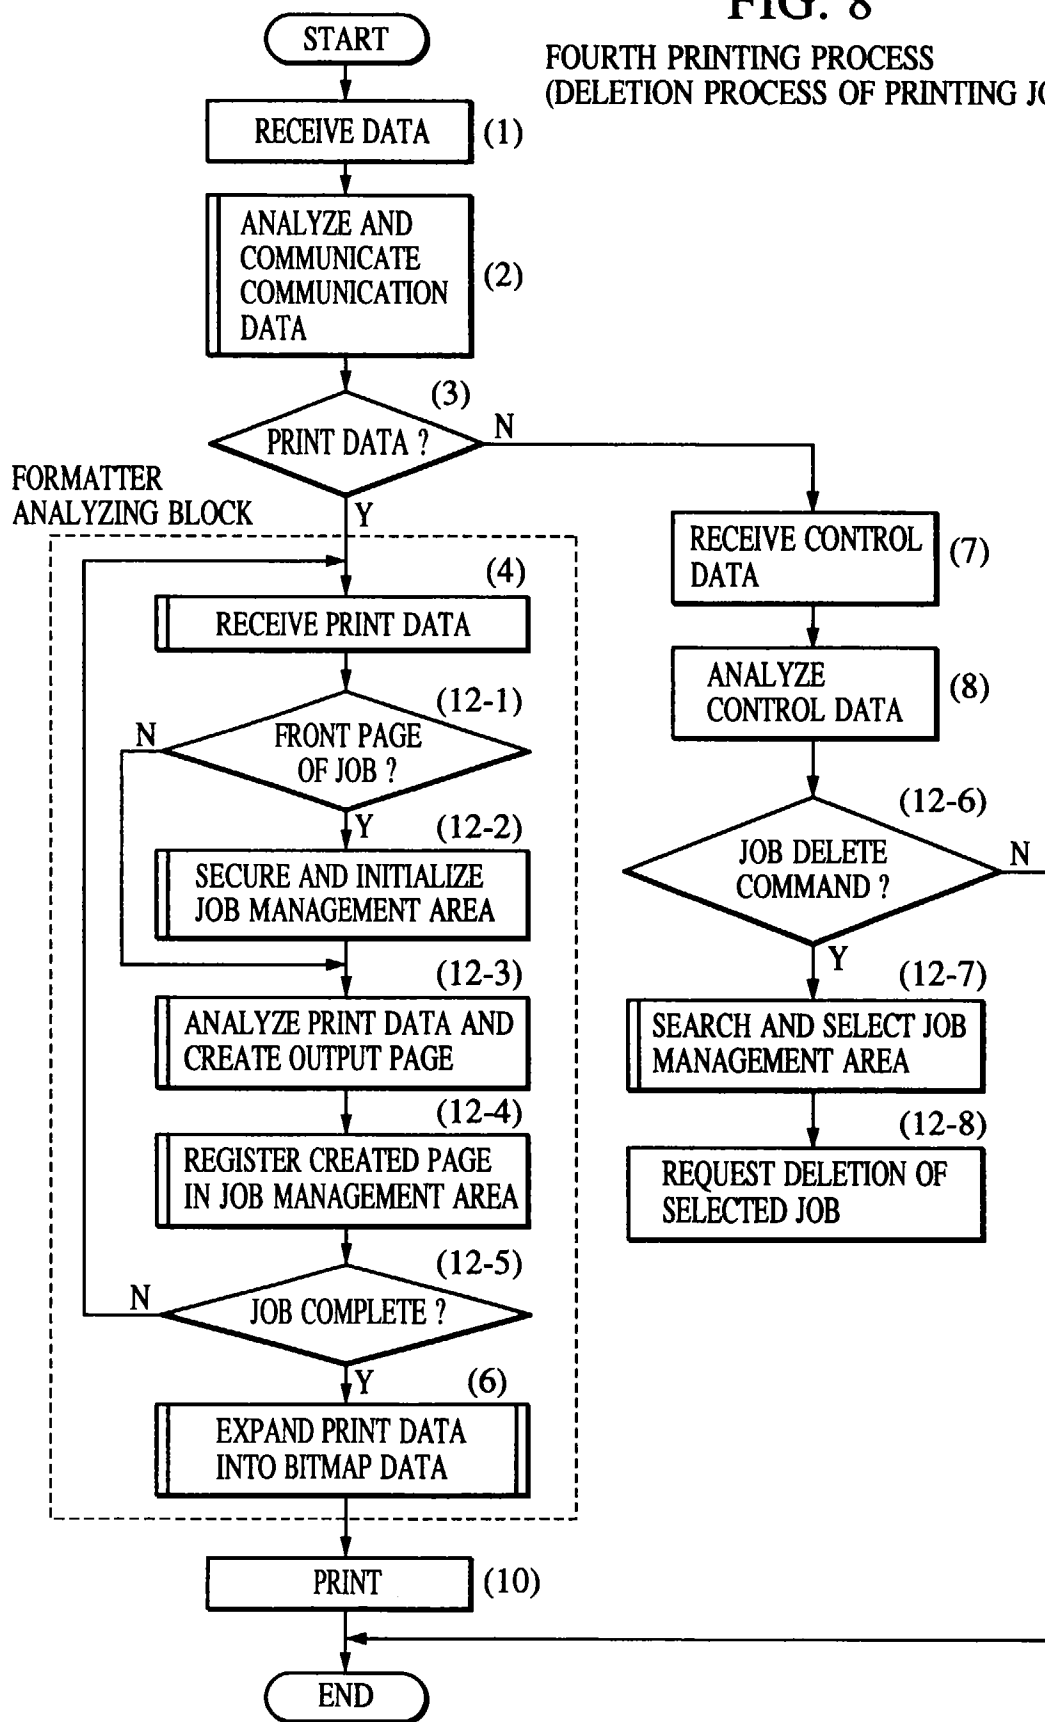 FIG. 8
FOURTH PRINTING PROCESS
(DELETION PROCESS OF PRINTING
START
RECEIVE DATA
(1)
ANALYZE AND
COMMUNICATE
COMMUNICATION
DATA
(2)
(3)
PRINT DATA ?
N
Y
FORMATTER
ANALYZING BLOCK
(4)
RECEIVE PRINT DATA
(12-1)
FRONT PAGE
OF JOB ?
N
Y
(12-2)
SECURE AND INITIALIZE
JOB MANAGEMENT AREA
(12-3)
ANALYZE PRINT DATA AND
CREATE OUTPUT PAGE
(12-4)
REGISTER CREATED PAGE
IN JOB MANAGEMENT AREA
(12-5)
JOB COMPLETE ?
N
Y
(6)
EXPAND PRINT DATA
INTO BITMAP DATA
PRINT
(10)
END
RECEIVE CONTROL
DATA
(7)
ANALYZE
CONTROL DATA
(8)
(12-6)
JOB DELETE
COMMAND ?
N
Y
(12-7)
SEARCH AND SELECT JOB
MANAGEMENT AREA
(12-8)
REQUEST DELETION OF
SELECTED JOB